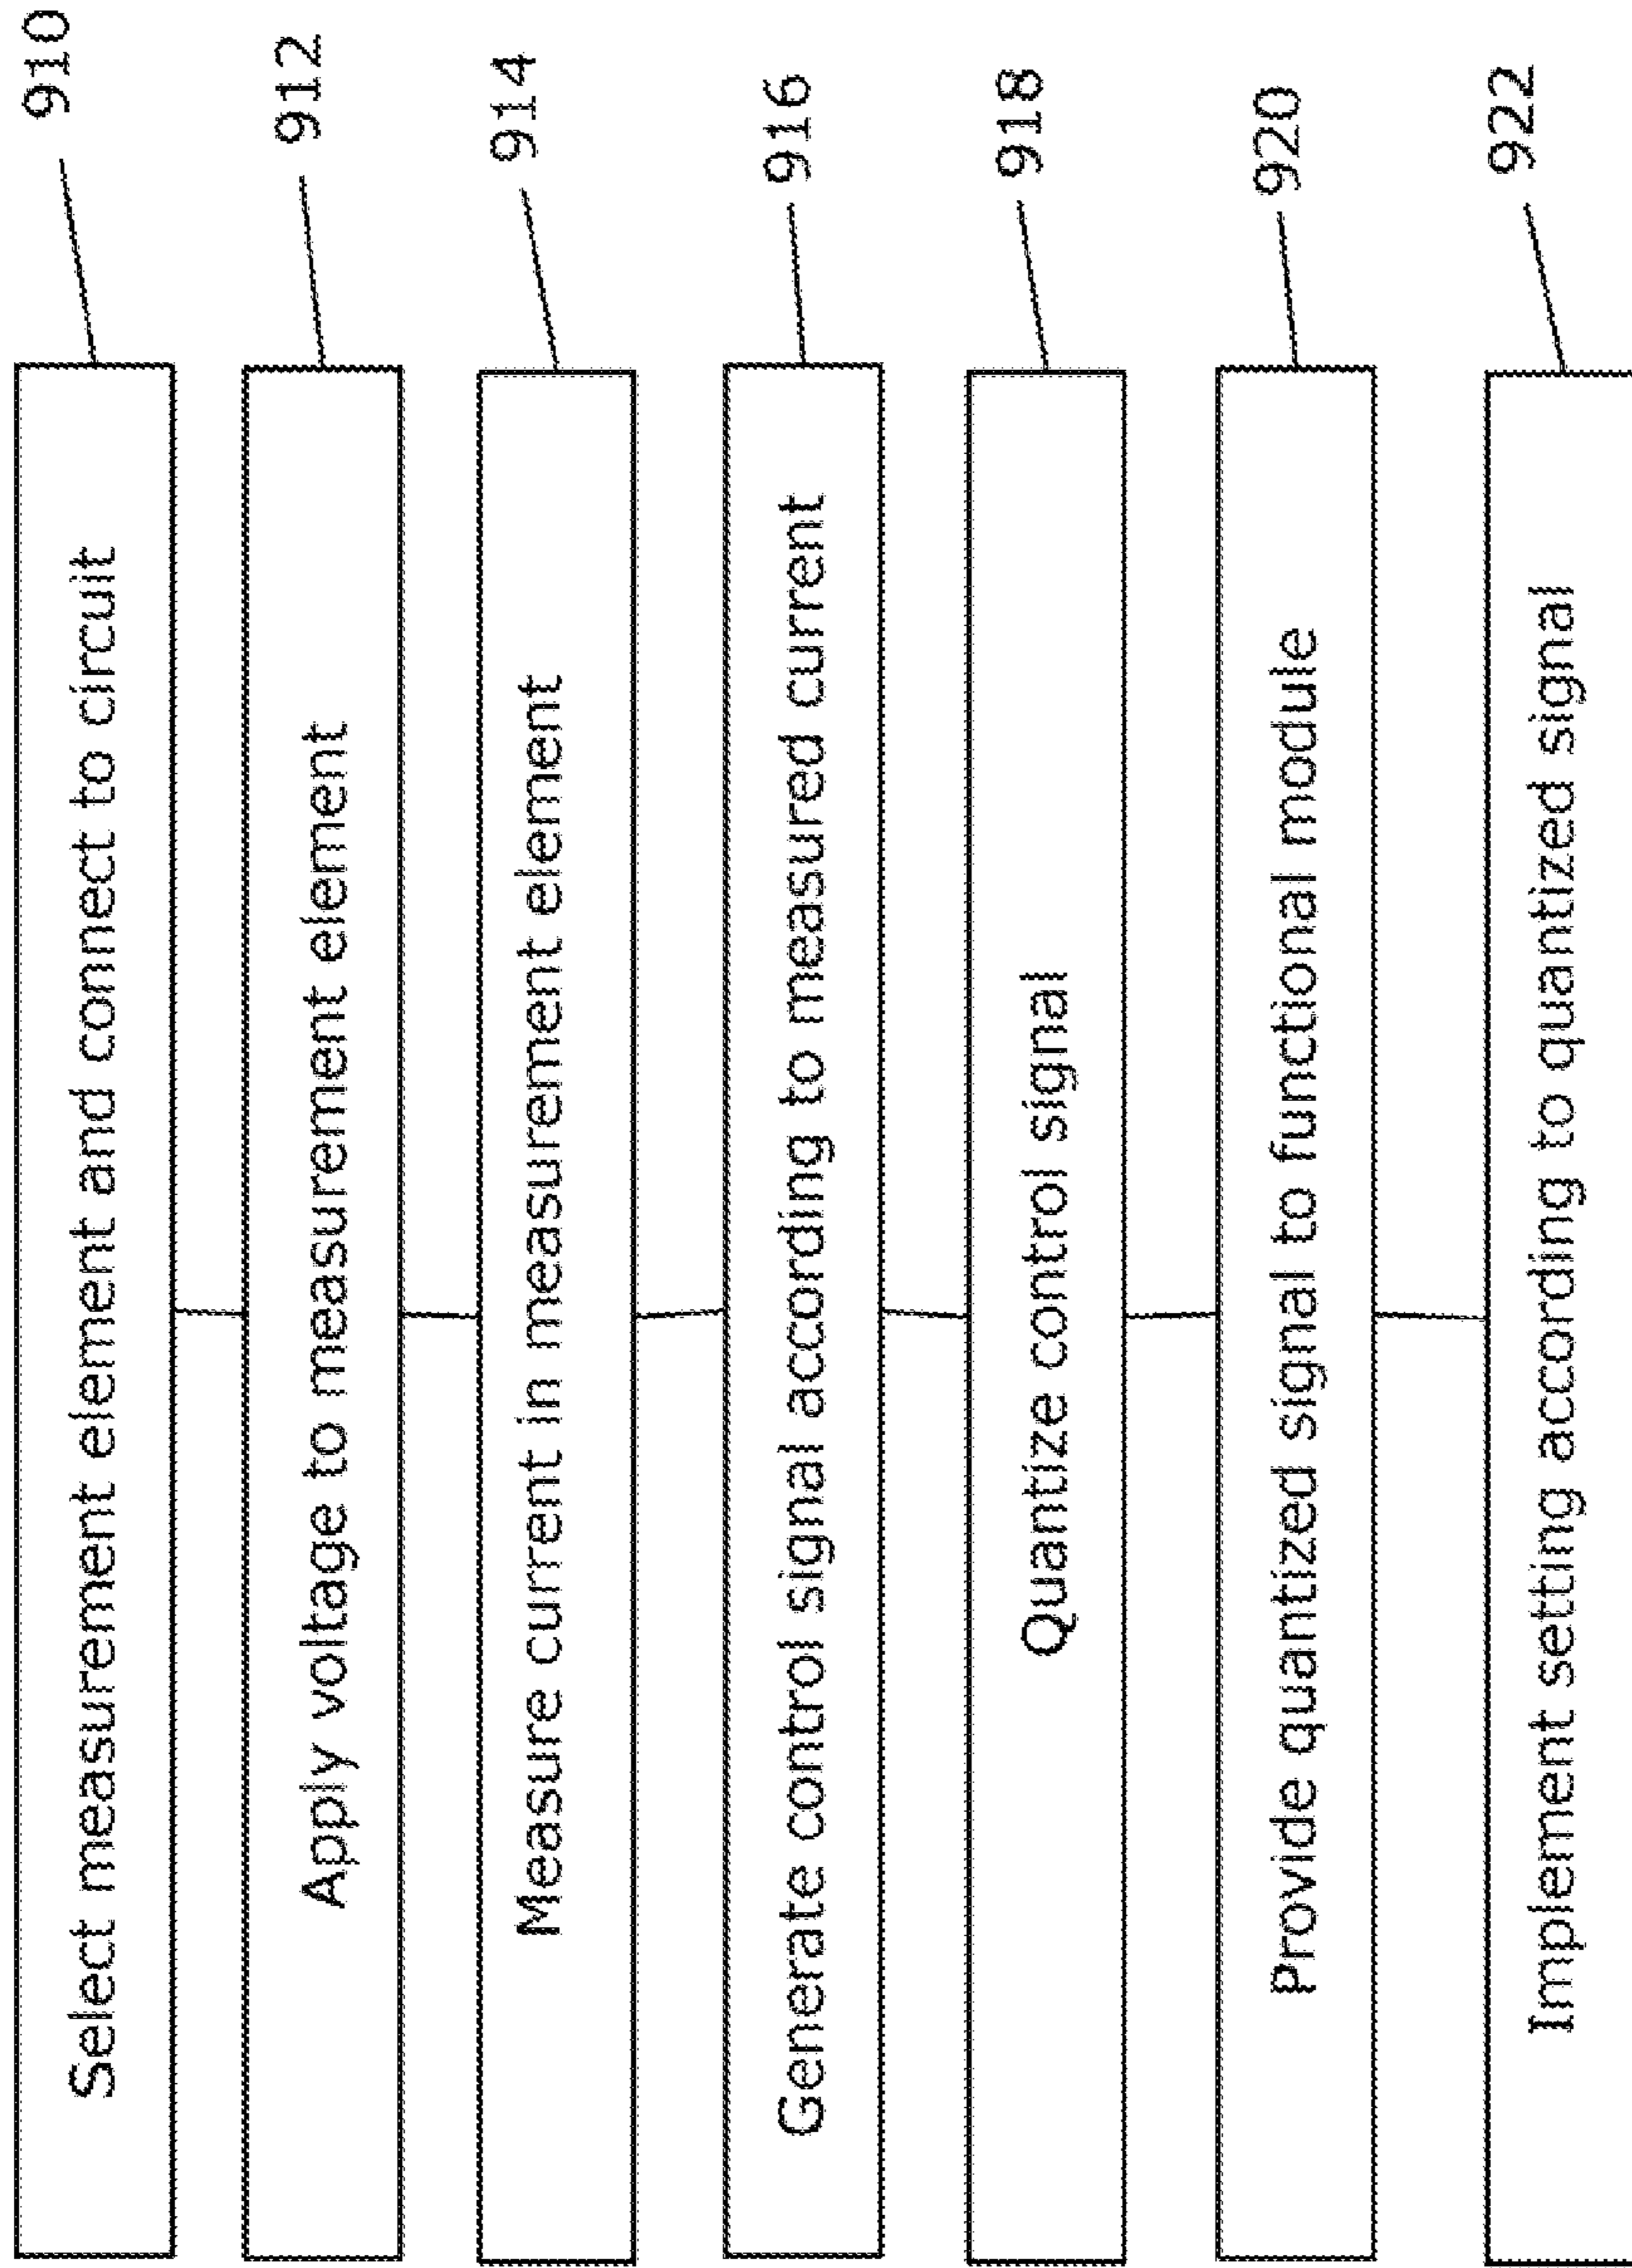 Select measurement element and connect to circuit
910
Apply voltage to measurement element
912
Measure current in measurement element
914
Generate control signal according to measured current
916
Quantize control signal
918
Provide quantized signal to functional module
920
Implement setting according to quantized signal
922